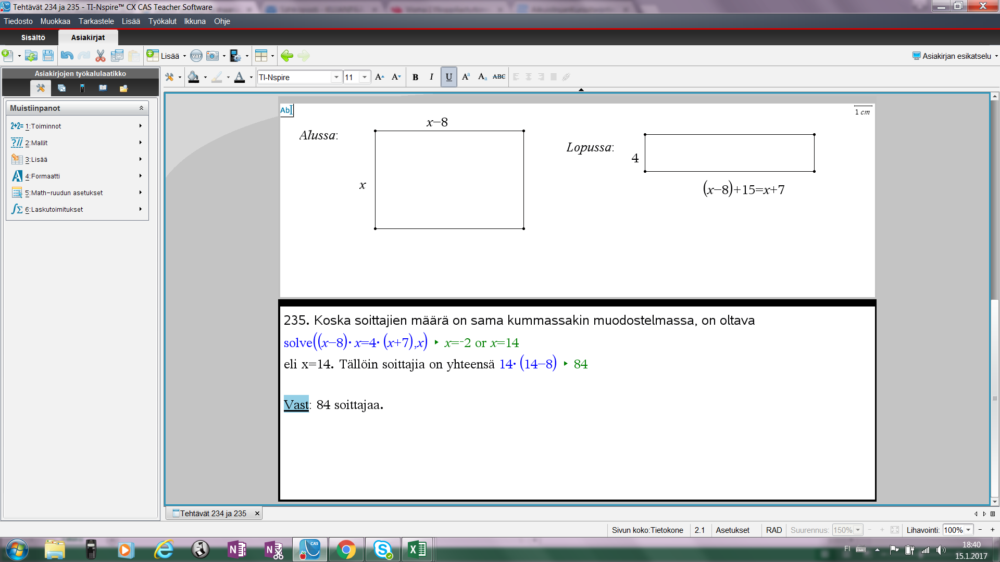 Tehtävät 234 ja 235 - TI-Nspire™ CX CAS Teacher Software
Tiedosto Muokkaa Tarkastele Lisää Työkalut Ikkuna Ohje
Sisältö Asiakirjat
Lisää var Asiakirjan esikatselu
Asiakirjojen työkalulaatikko
TI-Nspire 11 A A B I U Aa Aa ABC
Muistiinpanot
1:Toiminnot
2:Mallit
3:Lisää
4:Formaatti
5:Math-ruudun asetukset
6:Laskutoimitukset
Ab
1 cm
x−8
Alussa:
x
Lopussa:
4
(x−8)+15=x+7
235. Koska soittajien määrä on sama kummassakin muodostelmassa, on oltava
solve((x−8)·x=4·(x+7),x) ▸ x=-2 or x=14
eli x=14. Tällöin soittajia on yhteensä 14·(14−8) ▸ 84
Vast: 84 soittajaa.
Tehtävät 234 ja 235
Sivun koko:Tietokone 2.1 Asetukset RAD Suurennus: 150% Lihavointi: 100%
CAS
FI 18:40
15.1.2017